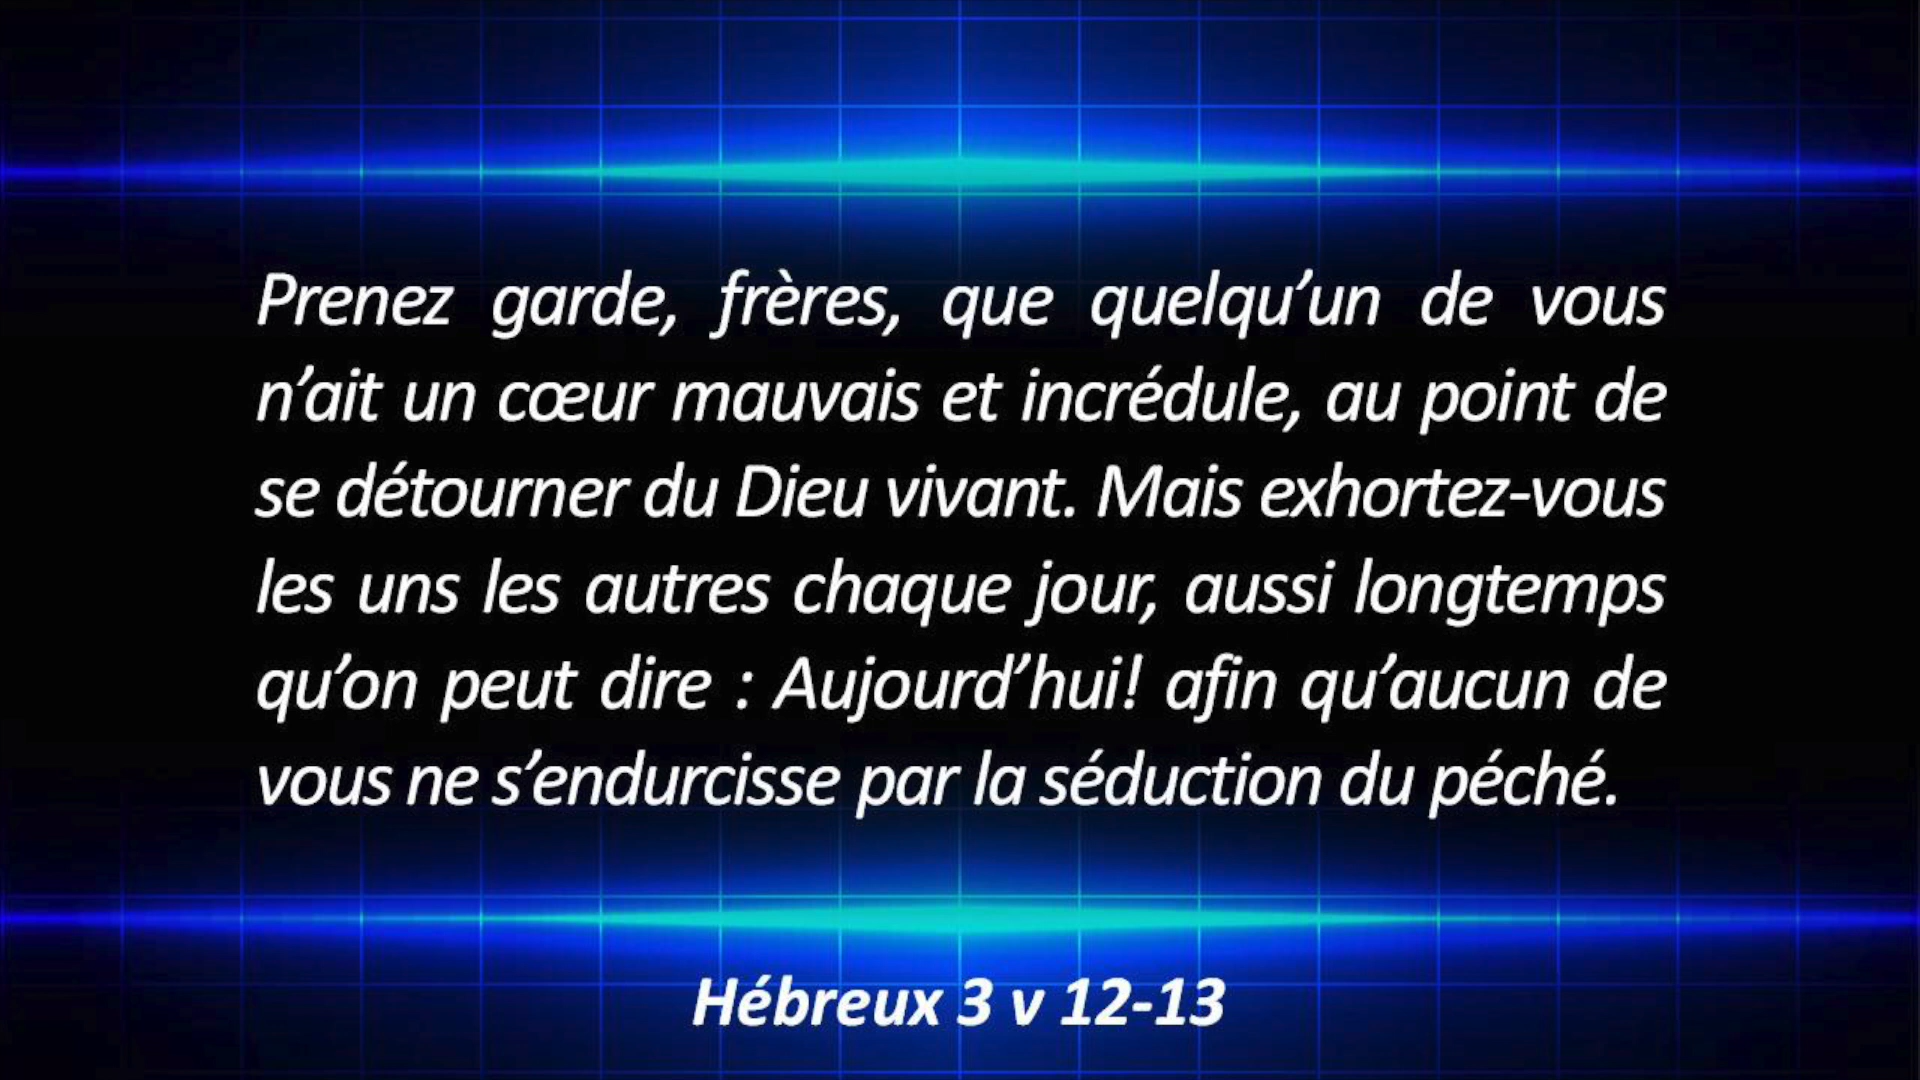 Prenez garde, frères, que quelqu’un de vous
n’ait un cœur mauvais et incrédule, au point de
se détourner du Dieu vivant. Mais exhortez-vous
les uns les autres chaque jour, aussi longtemps
qu’on peut dire : Aujourd’hui! afin qu’aucun de
vous ne s’endurcisse par la séduction du péché.
Hébreux 3 v 12-13